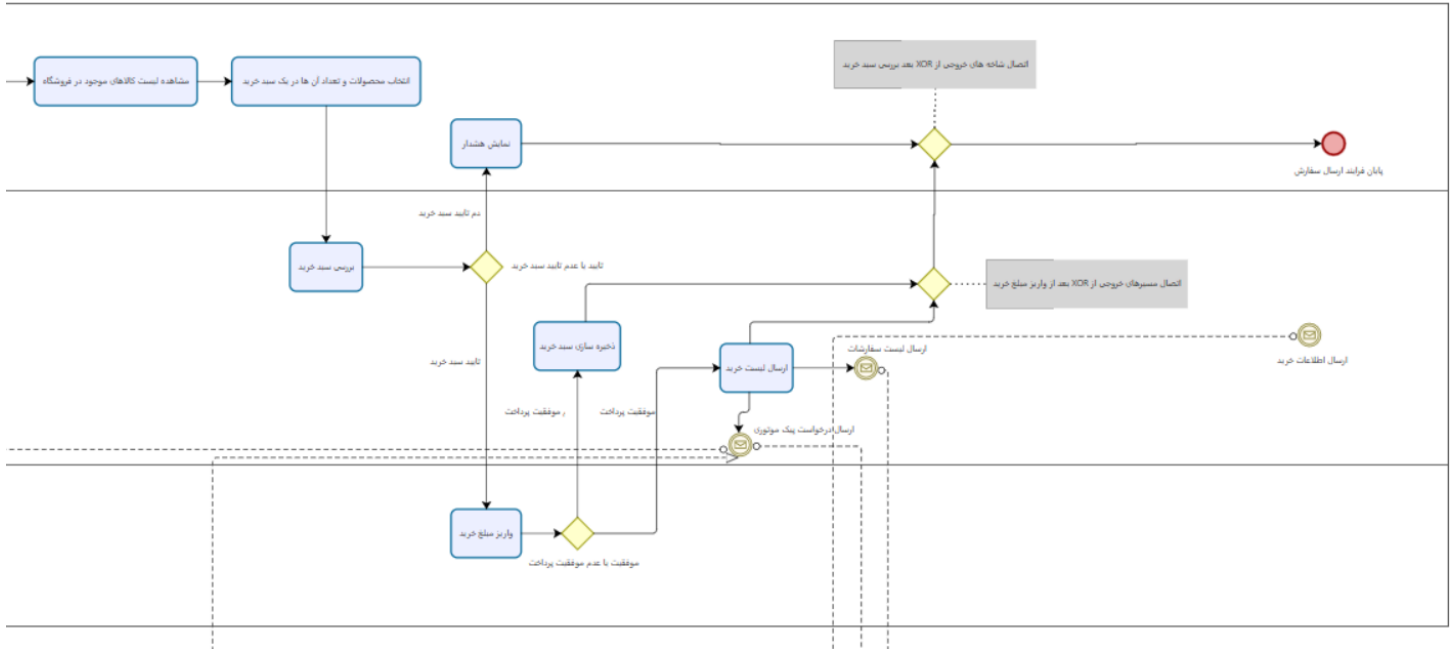 مشاهده لیست کالاهای موجود در فروشگاه
انتخاب محصولات و تعداد آن ها در یک سبد خرید
اتصال شاخه های خروجی از XOR بعد بررسی سبد خرید
نمایش هشدار
پایان فرایند ارسال سفارش
دم تایید سبد خرید
بررسی سبد خرید
تایید یا عدم تایید سبد خرید
اتصال مسیرهای خروجی از XOR بعد از واریز مبلغ خرید
ذخیره سازی سبد خرید
تایید سبد خرید
ارسال لیست سفارشات
ارسال اطلاعات خرید
ارسال لیست خرید
موفقیت پرداخت
موفقیت پرداخت
ارسال درخواست پیک موتوری
واریز مبلغ خرید
موفقیت یا عدم موفقیت پرداخت